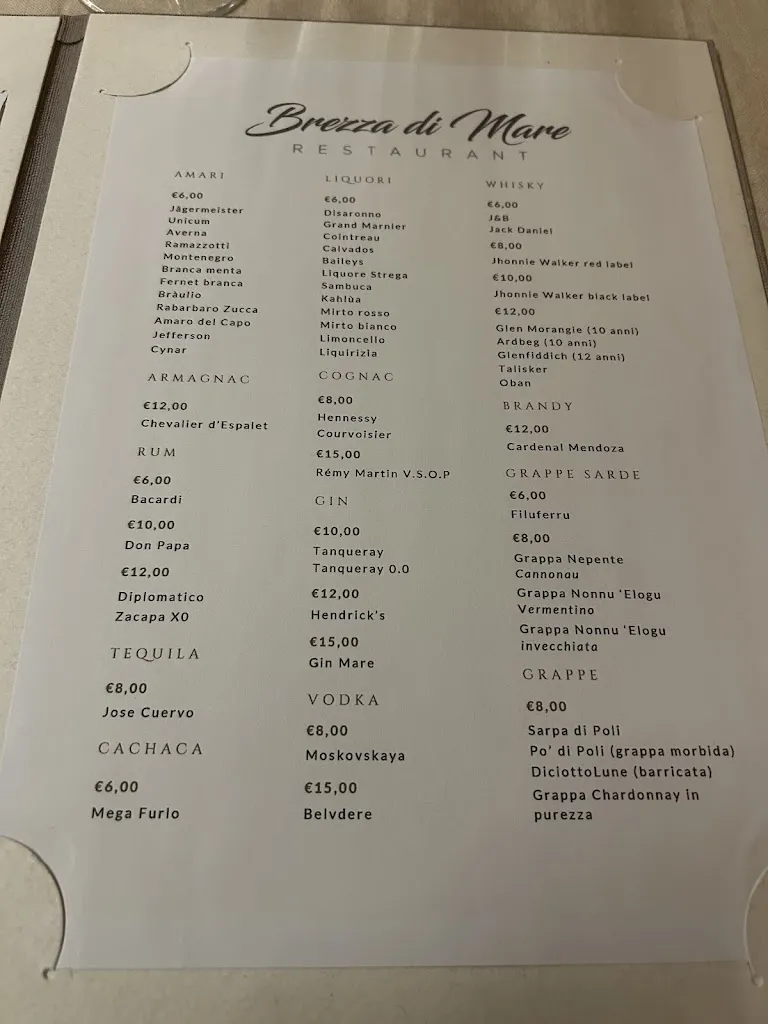 Brezza di Mare
RESTAURANT
AMARI
€6,00
Jägermeister
Unicum
Averna
Ramazzotti
Montenegro
Branca menta
Fernet branca
Bràulio
Rabarbaro Zucca
Amaro del Capo
Jefferson
Cynar
ARMAGNAC
€12,00
Chevalier d'Espalet
RUM
€6,00
Bacardi
€10,00
Don Papa
€12,00
Diplomatico
Zacapa X0
TEQUILA
€8,00
Jose Cuervo
CACHACA
€6,00
Mega Furlo
LIQUORI
€6,00
Disaronno
Grand Marnier
Cointreau
Calvados
Baileys
Liquore Strega
Sambuca
Kahlùa
Mirto rosso
Mirto bianco
Limoncello
Liquirizia
COGNAC
€8,00
Hennessy
Courvoisier
€15,00
Rémy Martin V.S.O.P
GIN
€10,00
Tanqueray
Tanqueray 0.0
€12,00
Hendrick's
€15,00
Gin Mare
VODKA
€8,00
Moskovskaya
€15,00
Belvdere
WHISKY
€6,00
J&B
Jack Daniel
€8,00
Jhonnie Walker red label
€10,00
Jhonnie Walker black label
€12,00
Glen Morangie (10 anni)
Ardbeg (10 anni)
Glenfiddich (12 anni)
Talisker
Oban
BRANDY
€12,00
Cardenal Mendoza
GRAPPE SARDE
€6,00
Filuferru
€8,00
Grappa Nepente
Cannonau
Grappa Nonnu 'Elogu
Vermentino
Grappa Nonnu 'Elogu
invecchiata
GRAPPE
€8,00
Sarpa di Poli
Po' di Poli (grappa morbida)
DiciottoLune (barricata)
Grappa Chardonnay in
purezza